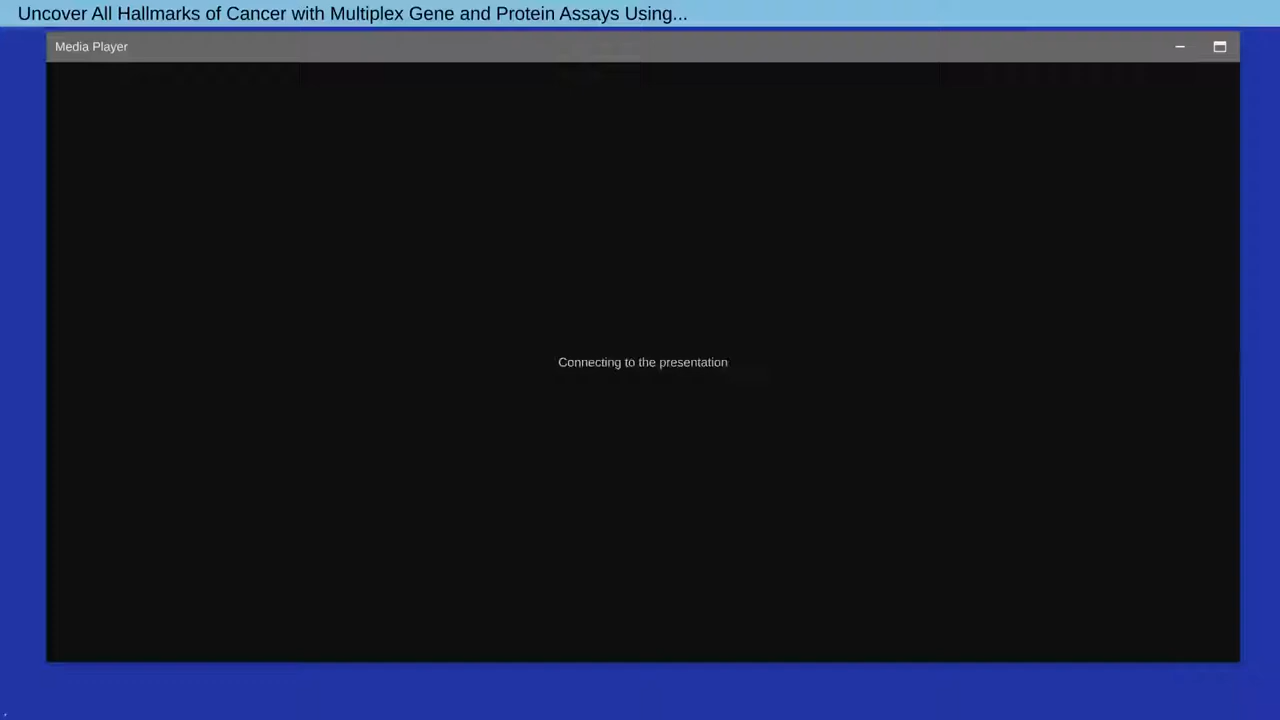 Uncover All Hallmarks of Cancer with Multiplex Gene and Protein Assays Using...
Media Player
Connecting to the presentation